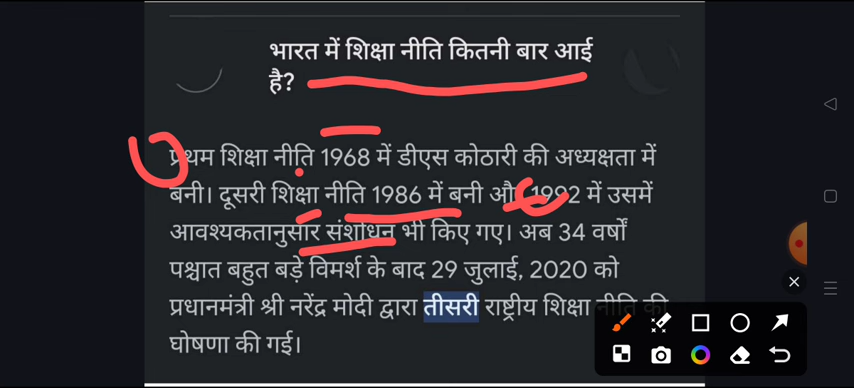 भारत में शिक्षा नीति कितनी बार आई
है?
प्रथम शिक्षा नीति 1968 में डीएस कोठारी की अध्यक्षता में
बनी। दूसरी शिक्षा नीति 1986 में बनी और 1992 में उसमें
आवश्यकतानुसार संशोधन भी किए गए। अब 34 वर्षों
पश्चात बहुत बड़े विमर्श के बाद 29 जुलाई, 2020 को
प्रधानमंत्री श्री नरेंद्र मोदी द्वारा तीसरी राष्ट्रीय शिक्षा नीति की
घोषणा की गई।